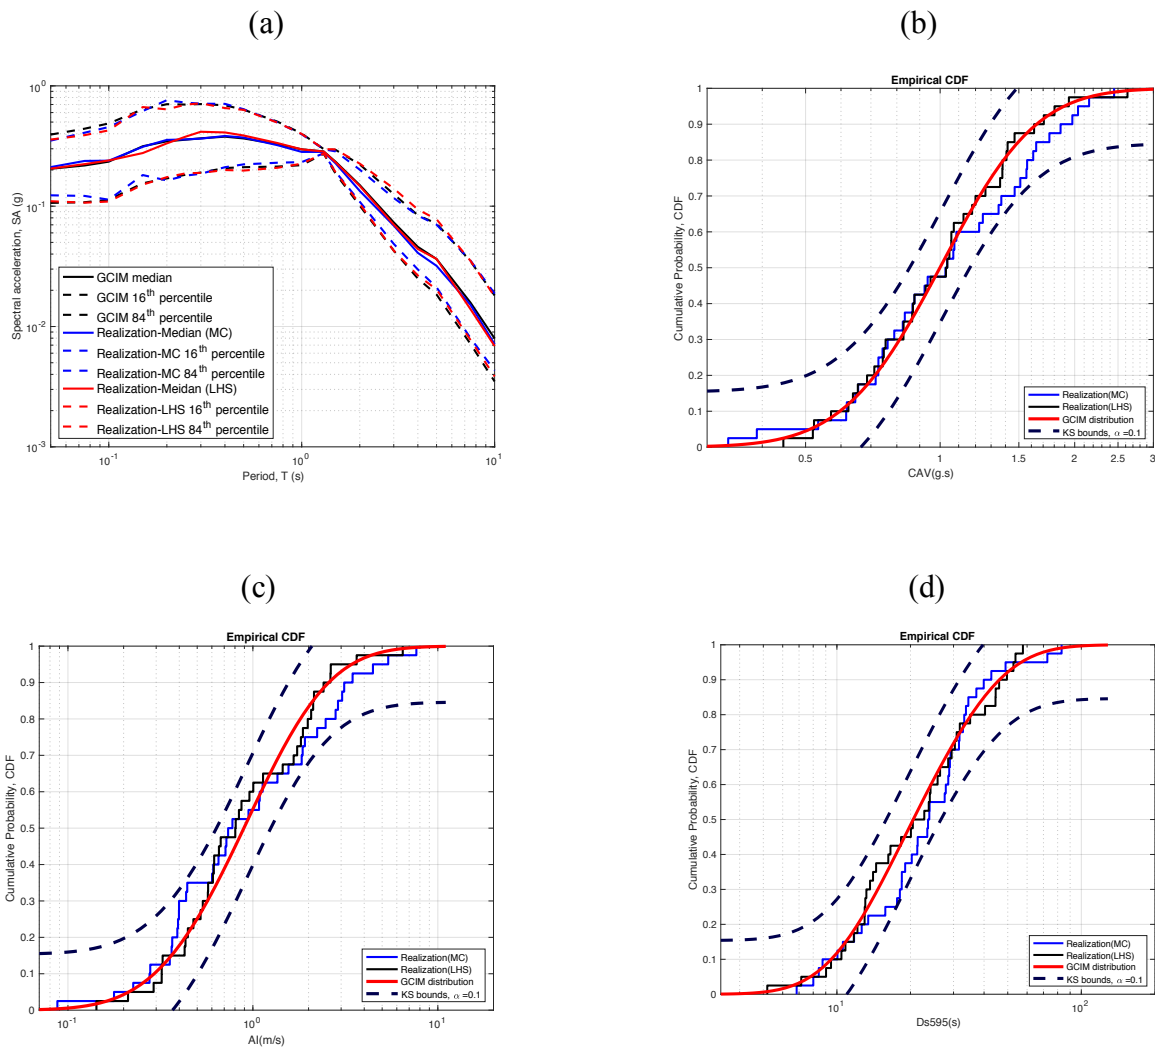 (a)
10^0
10^-1
10^-2
10^-3
Spectral acceleration, SA (g)
GCIM median
GCIM 16th percentile
GCIM 84th percentile
Realization-Median (MC)
Realization-MC 16th percentile
Realization-MC 84th percentile
Realization-Meidan (LHS)
Realization-LHS 16th percentile
Realization-LHS 84th percentile
10^-1
10^0
10^1
Period, T (s)
(b)
Empirical CDF
1
0.9
0.8
0.7
0.6
0.5
0.4
0.3
0.2
0.1
0
Cumulative Probability, CDF
Realization(MC)
Realization(LHS)
GCIM distribution
KS bounds, α =0.1
0.5
1
1.5
2
2.5
3
CAV(g.s)
(c)
Empirical CDF
1
0.9
0.8
0.7
0.6
0.5
0.4
0.3
0.2
0.1
0
Cumulative Probability, CDF
Realization(MC)
Realization(LHS)
GCIM distribution
KS bounds, α =0.1
10^-1
10^0
10^1
AI(m/s)
(d)
Empirical CDF
1
0.9
0.8
0.7
0.6
0.5
0.4
0.3
0.2
0.1
0
Cumulative Probability, CDF
Realization(MC)
Realization(LHS)
GCIM distribution
KS bounds, α =0.1
10^1
10^2
Ds595(s)